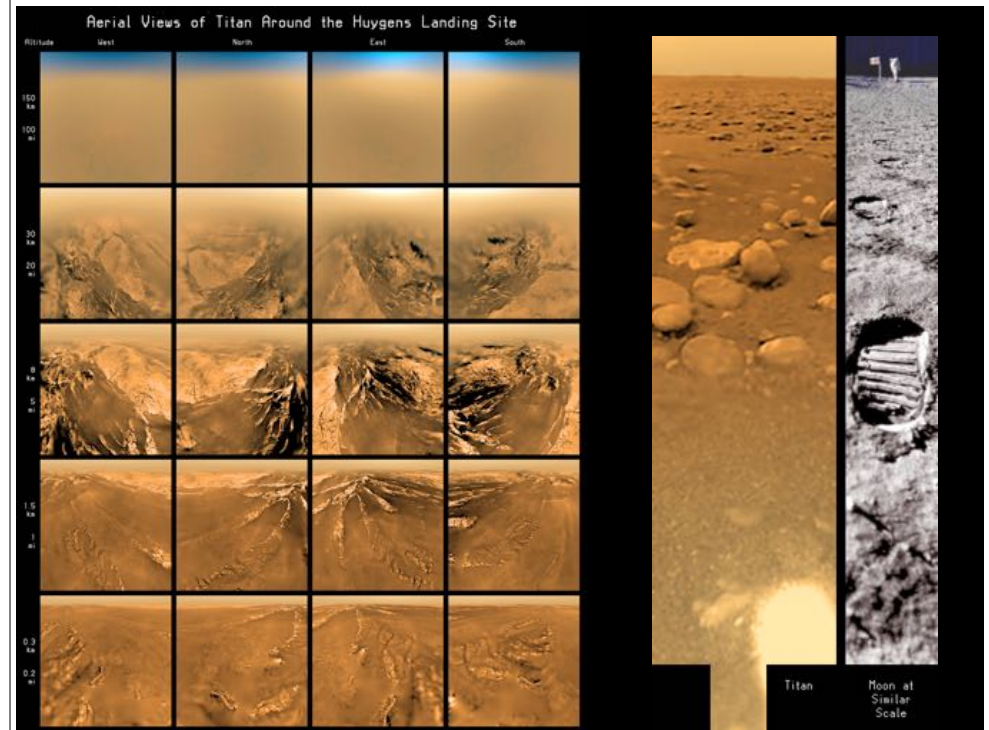 Aerial Views of Titan Around the Huygens Landing Site
Altitude West North East South
150
km
100
mi
30
km
20
mi
8
km
5
mi
1.5
km
1
mi
0.3
km
0.2
mi
Titan
Moon at
Similar
Scale